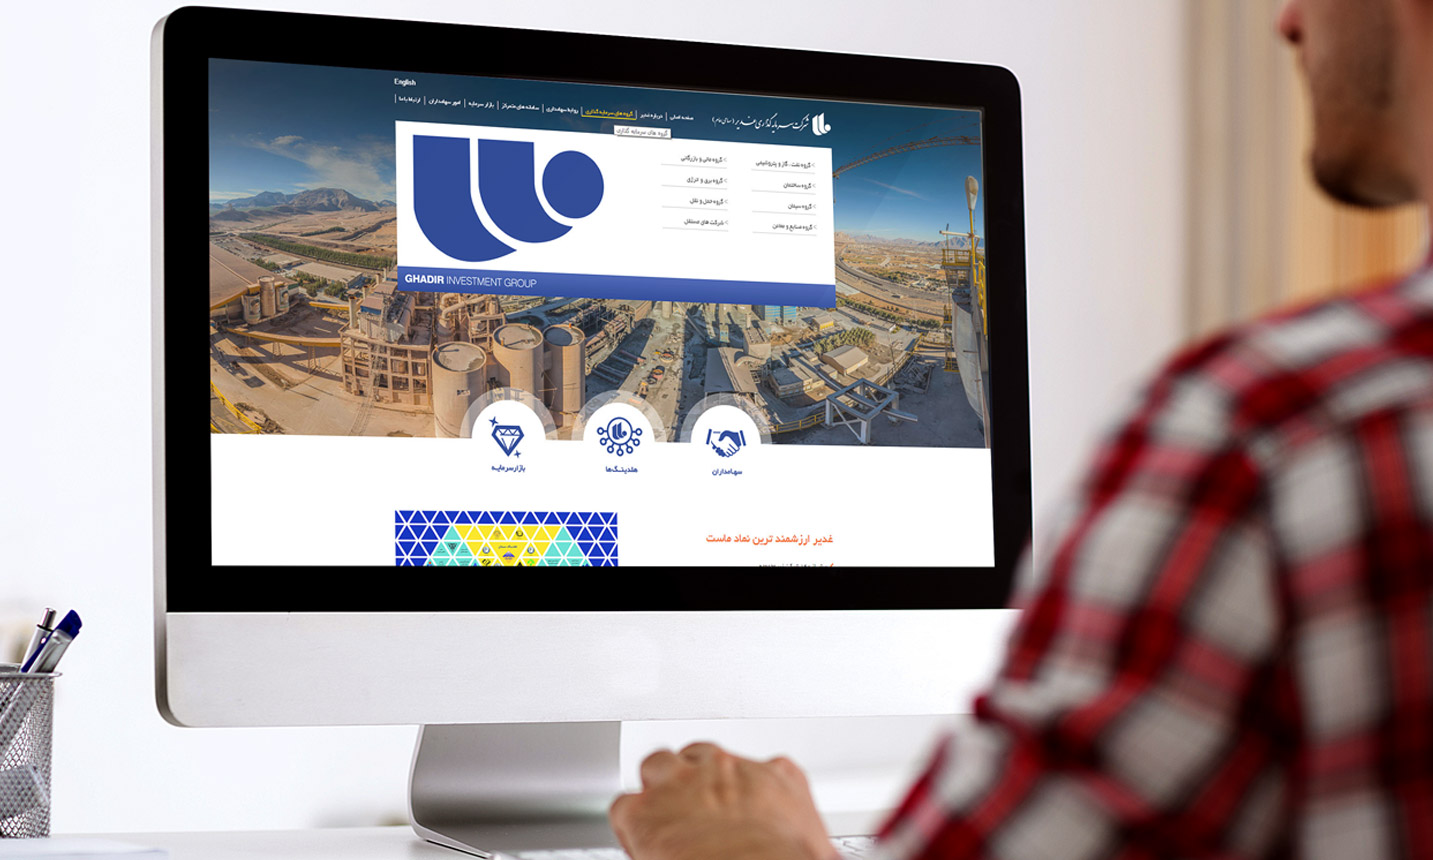 English
شرکت سرمایه گذاری غدیر (سهامی عام)
صفحه اصلی | درباره غدیر | گروه های سرمایه گذاری | روابط سهامداری | سامانه های متمرکز | بازار سرمایه | امور سهامداران | ارتباط با ما
گروه های سرمایه گذاری
گروه نفت، گاز و پتروشیمی
گروه مالی و بازرگانی
گروه ساختمان
گروه برق و انرژی
گروه سیمان
گروه حمل و نقل
گروه صنایع و معادن
شرکت های مستقل
GHADIR INVESTMENT GROUP
سهامداران
هلدینگ‌ها
بازارسرمایه
غدیر ارزشمند ترین نماد ماست